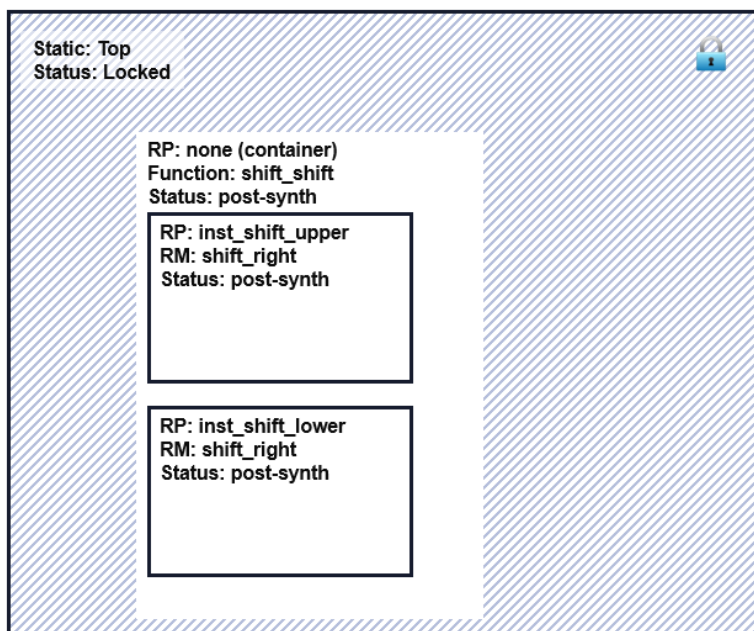 Static: Top
Status: Locked
RP: none (container)
Function: shift_shift
Status: post-synth
RP: inst_shift_upper
RM: shift_right
Status: post-synth
RP: inst_shift_lower
RM: shift_right
Status: post-synth